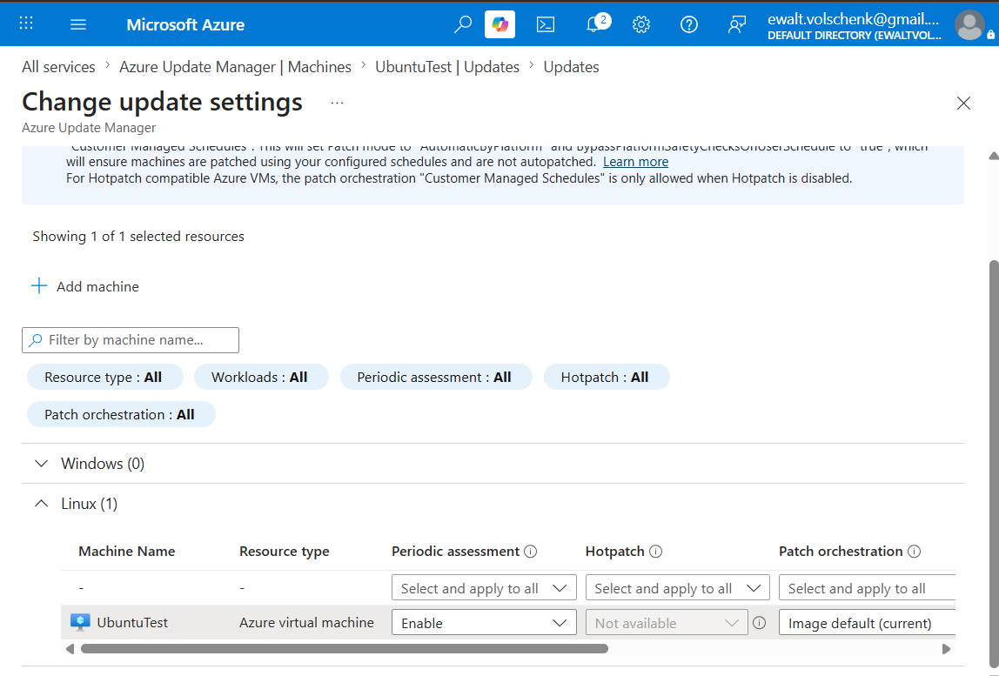 Microsoft Azure
2
ewalt.volschenk@gmail....
DEFAULT DIRECTORY (EWALTVOL...
All services > Azure Update Manager | Machines > UbuntuTest | Updates > Updates
Change update settings ...
Azure Update Manager
"Customer Managed Schedules". This will set Patch mode to "AutomaticByPlatform" and BypassPlatformSafetyChecksOnUserSchedule to "true", which
will ensure machines are patched using your configured schedules and are not autopatched. Learn more
For Hotpatch compatible Azure VMs, the patch orchestration "Customer Managed Schedules" is only allowed when Hotpatch is disabled.
Showing 1 of 1 selected resources
Add machine
Filter by machine name...
Resource type : All Workloads : All Periodic assessment : All Hotpatch : All
Patch orchestration : All
Windows (0)
Linux (1)
Machine Name Resource type Periodic assessment Hotpatch Patch orchestration
- - Select and apply to all Select and apply to all Select and apply to all
UbuntuTest Azure virtual machine Enable Not available Image default (current)